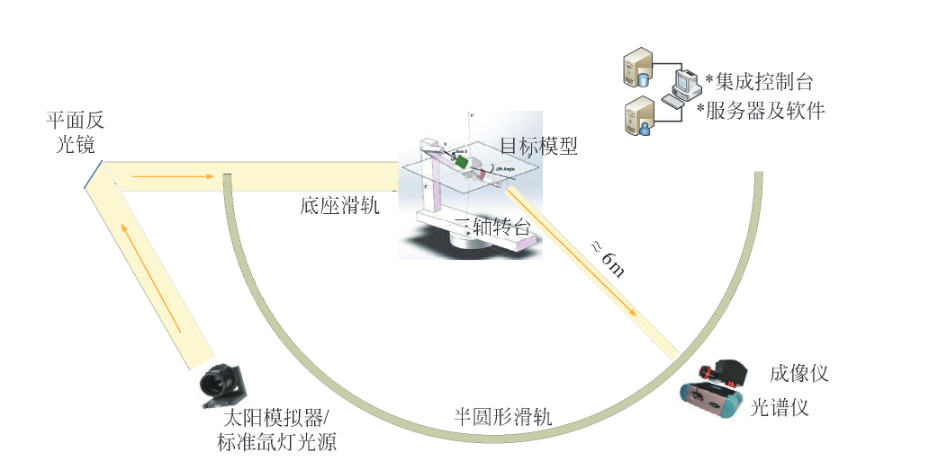 *集成控制台
*服务器及软件
平面反
光镜
目标模型
Lift Angle
底座滑轨
三轴转台
≈6m
成像仪
光谱仪
半圆形滑轨
太阳模拟器/
标准氙灯光源